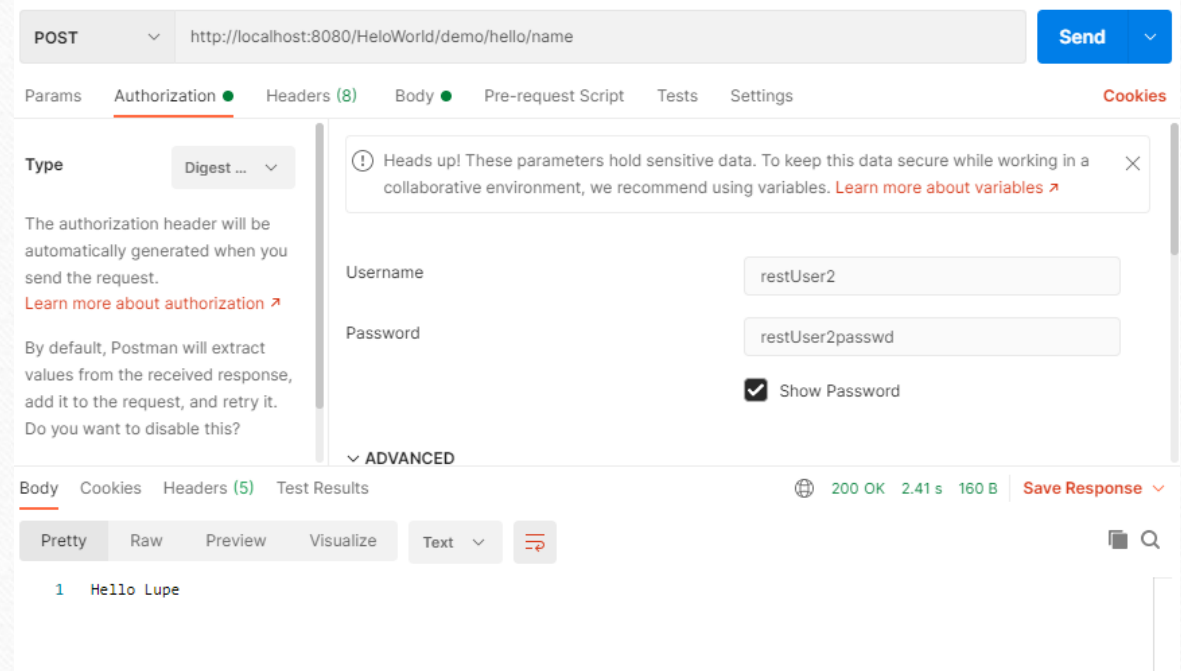 POST http://localhost:8080/HeloWorld/demo/hello/name Send
Params Authorization Headers (8) Body Pre-request Script Tests Settings Cookies
Type Digest ...
The authorization header will be
automatically generated when you
send the request.
Learn more about authorization ↗
By default, Postman will extract
values from the received response,
add it to the request, and retry it.
Do you want to disable this?
Heads up! These parameters hold sensitive data. To keep this data secure while working in a
collaborative environment, we recommend using variables. Learn more about variables ↗
Username restUser2
Password restUser2passwd
Show Password
ADVANCED
Body Cookies Headers (5) Test Results 200 OK 2.41 s 160 B Save Response
Pretty Raw Preview Visualize Text
1 Hello Lupe